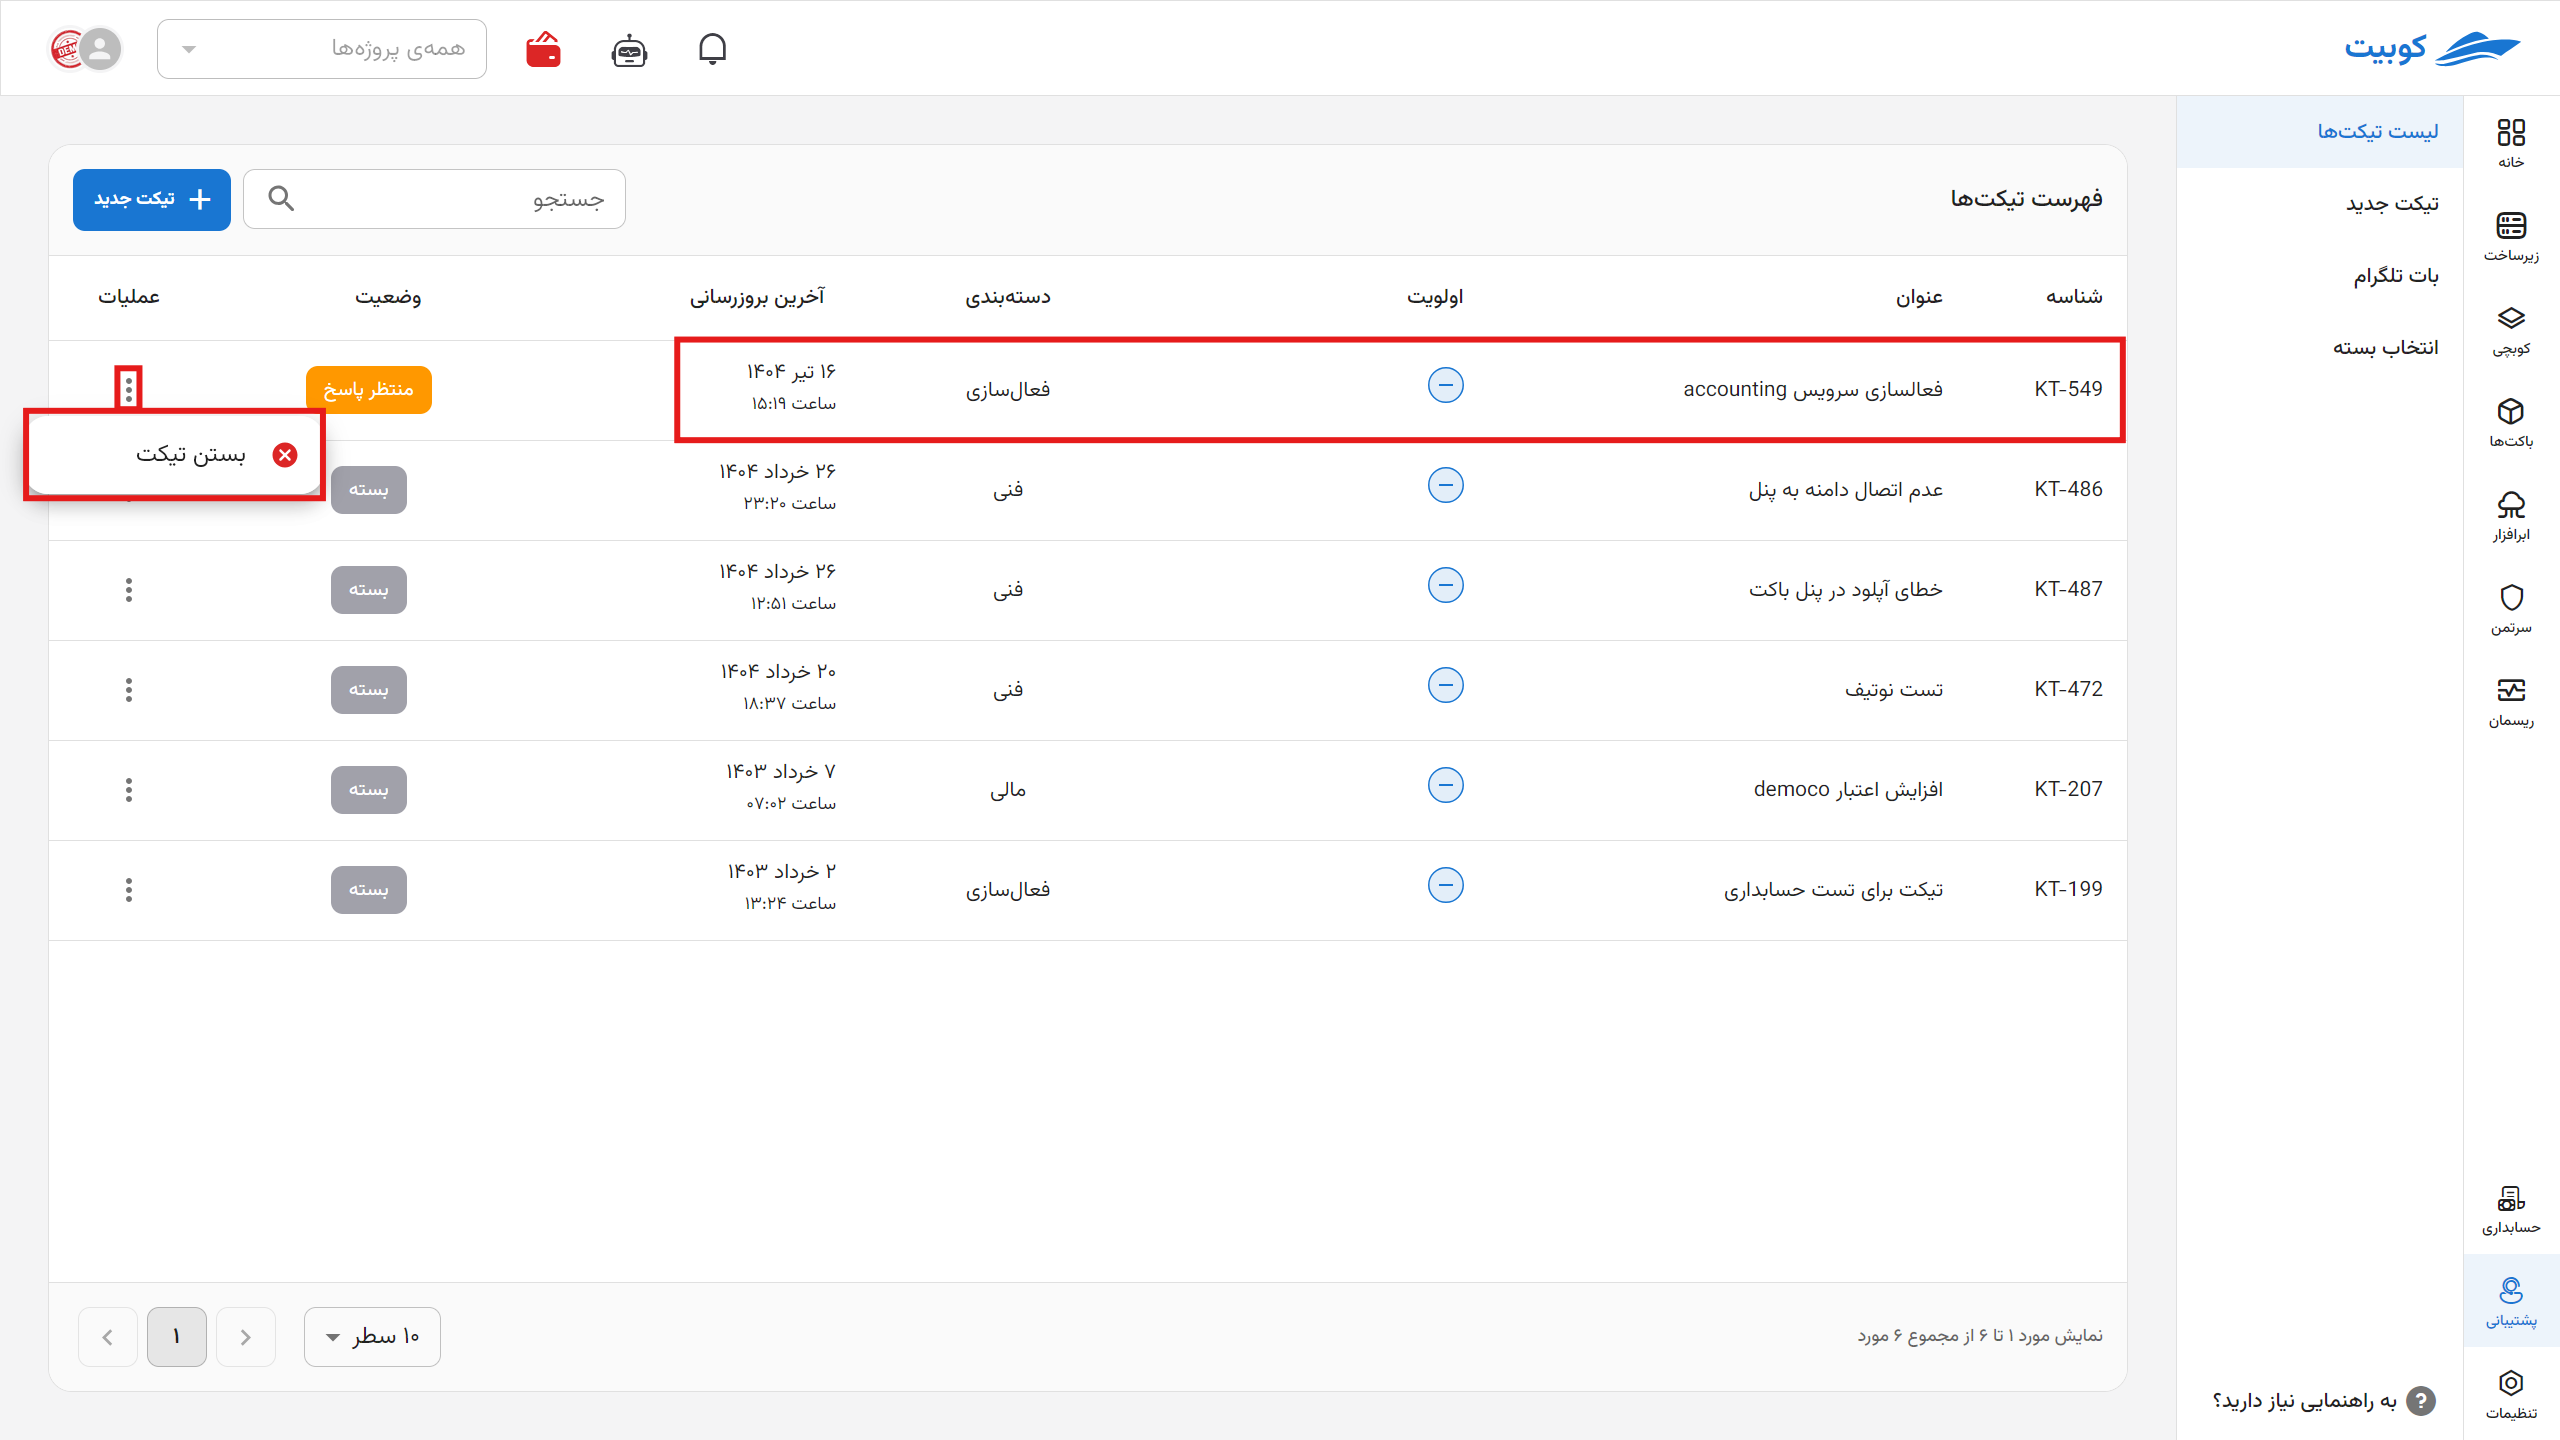 کوبیت
همه‌ی پروژه‌ها
DEM
خانه
زیرساخت
کوبچی
باکت‌ها
ابرافزار
سرتمن
ریسمان
حسابداری
پشتیبانی
تنظیمات
لیست تیکت‌ها
تیکت جدید
بات تلگرام
انتخاب بسته
به راهنمایی نیاز دارید؟
فهرست تیکت‌ها
جستجو
تیکت جدید
شناسه عنوان اولویت دسته‌بندی آخرین بروزرسانی وضعیت عملیات
KT-549 فعالسازی سرویس accounting فعال‌سازی ۱۶ تیر ۱۴۰۴ منتظر پاسخ
ساعت ۱۵:۱۹
بستن تیکت
KT-486 عدم اتصال دامنه به پنل فنی ۲۶ خرداد ۱۴۰۴ بسته
ساعت ۲۳:۲۰
KT-487 خطای آپلود در پنل باکت فنی ۲۶ خرداد ۱۴۰۴ بسته
ساعت ۱۲:۵۱
KT-472 تست نوتیف فنی ۲۰ خرداد ۱۴۰۴ بسته
ساعت ۱۸:۳۷
KT-207 افزایش اعتبار democo مالی ۷ خرداد ۱۴۰۳ بسته
ساعت ۰۷:۰۲
KT-199 تیکت برای تست حسابداری فعال‌سازی ۲ خرداد ۱۴۰۳ بسته
ساعت ۱۳:۲۴
نمایش مورد ۱ تا ۶ از مجموع ۶ مورد
۱۰ سطر
۱